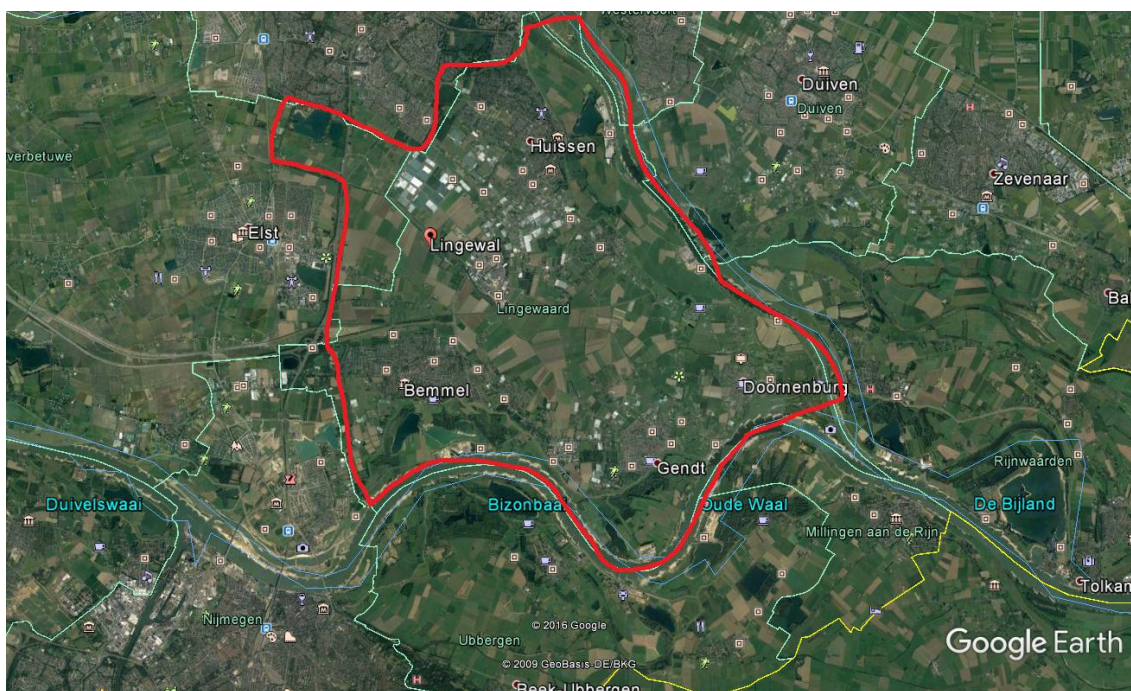 Westervoort
Duiven
Duiven
Huissen
verbetuwe
Zevenaar
Elst
Lingewal
Lingewaard
Bal
Bemmel
Doornenburg
Gendt
Rijnwaarden
Duivelswaai
Bizonbaai
Oude Waal
De Bijland
Millingen aan de Rijn
Tolkam
Nijmegen
© 2016 Google
Ubbergen
Google Earth
© 2009 GeoBasis-DE/BKG
Beek-Ubbergen